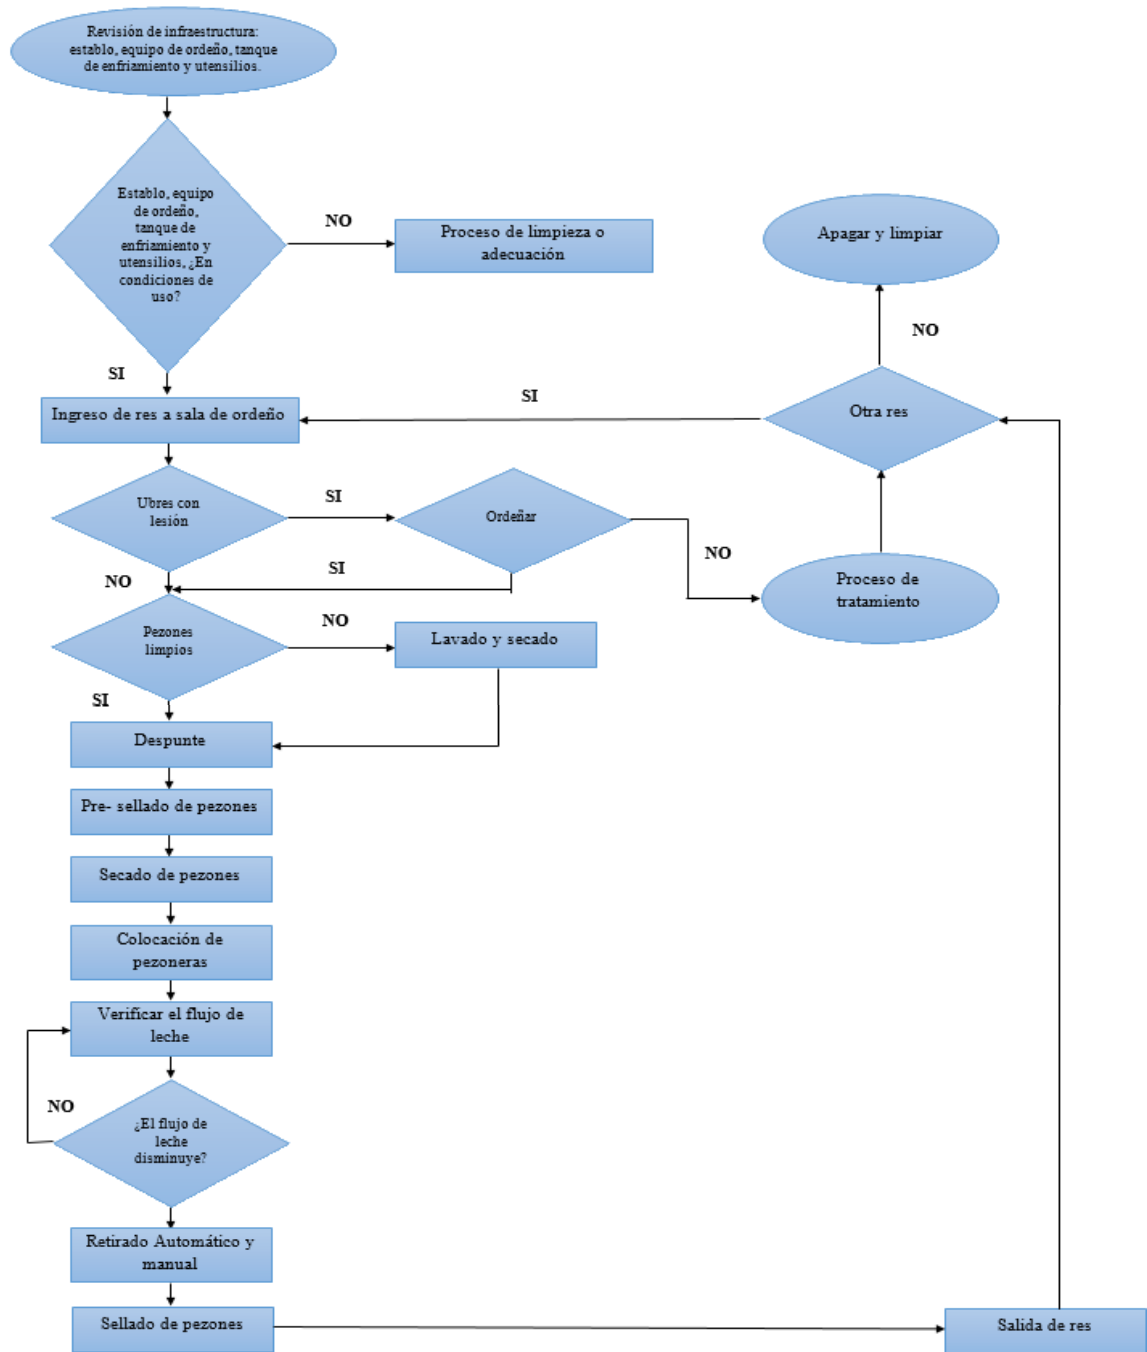 Revisión de infraestructura:
establo, equipo de ordeño, tanque
de enfriamiento y utensilios.
Establo, equipo
de ordeño,
tanque de
enfriamiento y
utensilios, ¿En
condiciones de
uso?
NO
Proceso de limpieza o
adecuación
Apagar y limpiar
NO
SI
Ingreso de res a sala de ordeño
SI
Otra res
Ubres con
lesión
SI
Ordeñar
NO
SI
NO
Proceso de
tratamiento
Pezones
limpios
NO
Lavado y secado
SI
Despunte
Pre- sellado de pezones
Secado de pezones
Colocación de
pezoneras
Verificar el flujo de
leche
NO
¿El flujo de
leche
disminuye?
Retirado Automático y
manual
Sellado de pezones
Salida de res